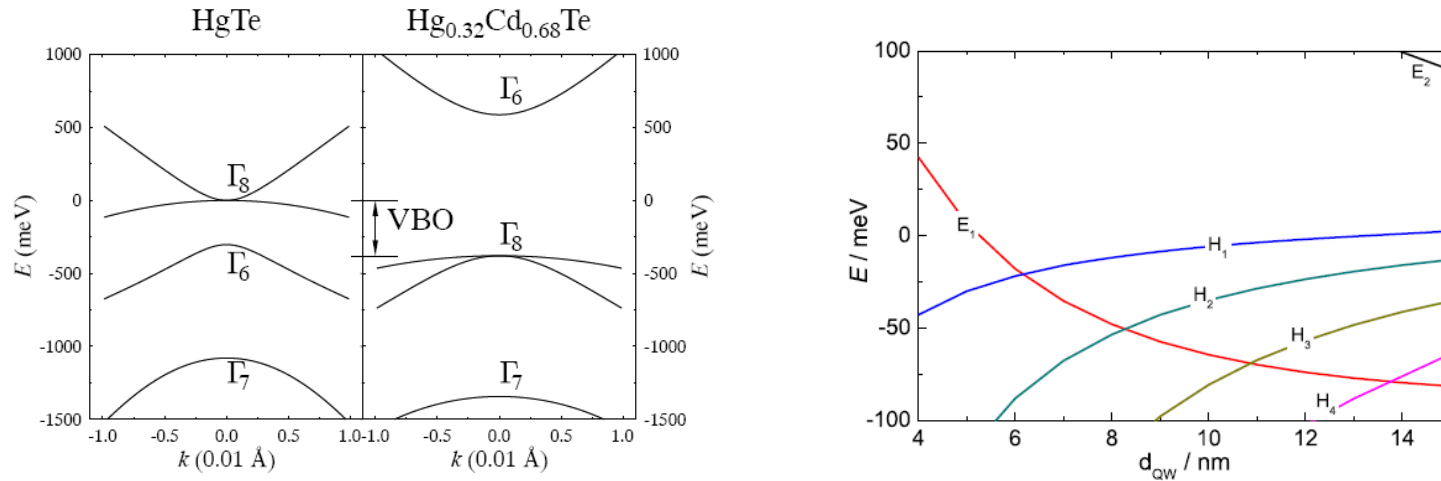 HgTe
Hg0.32Cd0.68Te
1000
500
0
-500
-1000
-1500
E (meV)
Γ8
Γ6
Γ7
-1.0
-0.5
0.0
0.5
1.0
k (0.01 Å)
VBO
Γ6
Γ8
Γ7
-1.0
-0.5
0.0
0.5
1.0
k (0.01 Å)
1000
500
0
-500
-1000
-1500
E (meV)
100
50
0
-50
-100
E / meV
E1
E2
H1
H2
H3
H4
4
6
8
10
12
14
dQW / nm